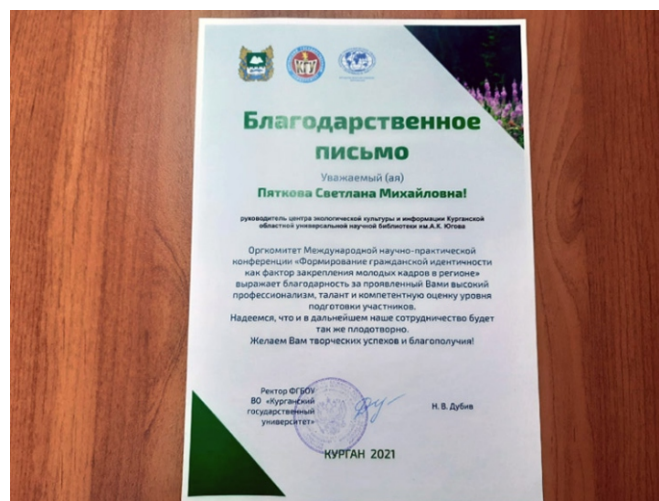 Благодарственное
письмо
Уважаемый (ая)
Пяткова Светлана Михайловна!
руководитель центра экологической культуры и информации Курганской
областной универсальной научной библиотеки им.А.К. Югова
Оргкомитет Международной научно-практической
конференции «Формирование гражданской идентичности
как фактор закрепления молодых кадров в регионе»
выражает благодарность за проявленный Вами высокий
профессионализм, талант и компетентную оценку уровня
подготовки участников.
Надеемся, что и в дальнейшем наше сотрудничество будет
так же плодотворно.
Желаем Вам творческих успехов и благополучия!
Ректор ФГБОУ
ВО «Курганский
государственный
университет»
Н. В. Дубив
КУРГАН 2021